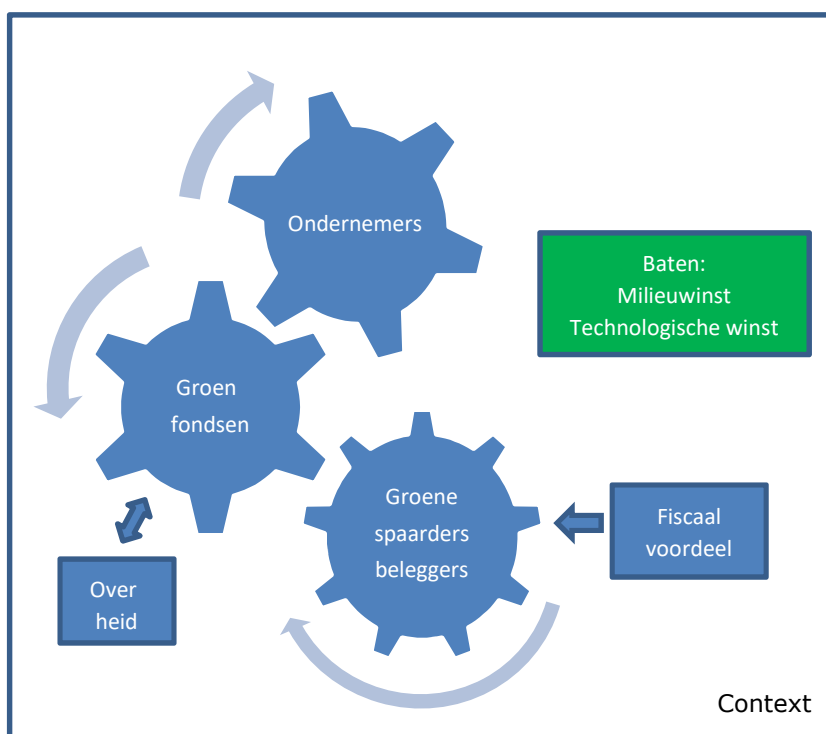 Ondernemers
Baten:
Milieuwinst
Technologische winst
Groen
fondsen
Groene
spaarders
beleggers
Fiscaal
voordeel
Over
heid
Context